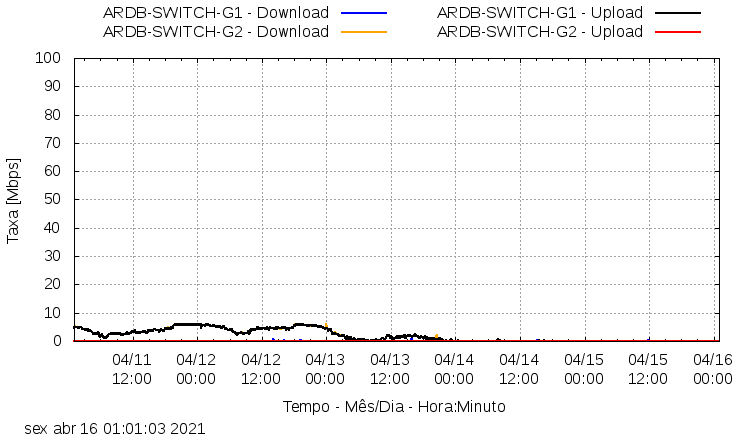 ARDB-SWITCH-G1 - Download ARDB-SWITCH-G1 - Upload
ARDB-SWITCH-G2 - Download ARDB-SWITCH-G2 - Upload
100
90
80
70
60
50
40
30
20
10
0
Taxa [Mbps]
04/11 04/12 04/12 04/13 04/13 04/14 04/14 04/15 04/15 04/16
12:00 00:00 12:00 00:00 12:00 00:00 12:00 00:00 12:00 00:00
Tempo - Mês/Dia - Hora:Minuto
sex abr 16 01:01:03 2021